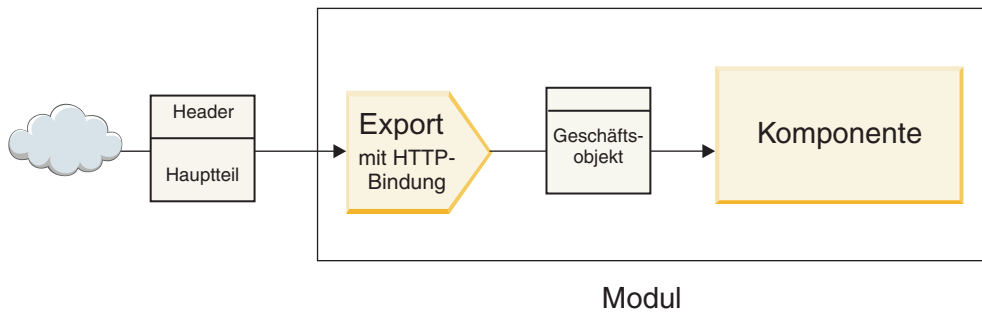 Header
Hauptteil
Export
mit HTTP-
Bindung
Geschäfts-
objekt
Komponente
Modul